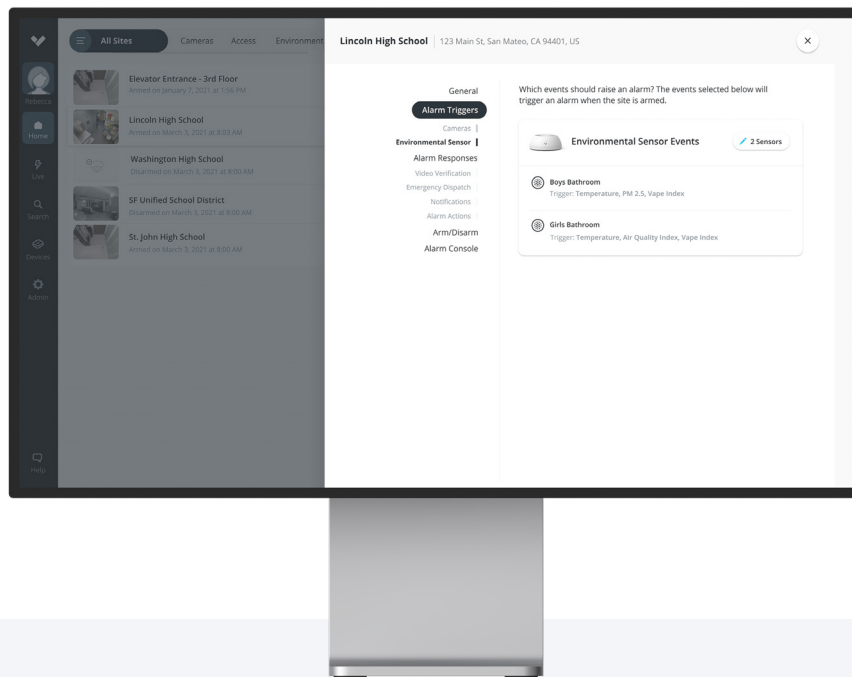 All Sites
Cameras
Access
Environment
Rebecca
Home
Live
Search
Devices
Admin
Help
Elevator Entrance - 3rd Floor
Armed on January 7, 2021 at 1:56 PM
Lincoln High School
Armed on March 3, 2021 at 8:03 AM
Washington High School
Disarmed on March 3, 2021 at 8:00 AM
SF Unified School District
Disarmed on March 3, 2021 at 8:00 AM
St. John High School
Armed on March 3, 2021 at 8:00 AM
Lincoln High School
123 Main St, San Mateo, CA 94401, US
General
Alarm Triggers
Cameras
Environmental Sensor
Alarm Responses
Video Verification
Emergency Dispatch
Notifications
Alarm Actions
Arm/Disarm
Alarm Console
Which events should raise an alarm? The events selected below will
trigger an alarm when the site is armed.
Environmental Sensor Events
2 Sensors
Boys Bathroom
Trigger: Temperature, PM 2.5, Vape Index
Girls Bathroom
Trigger: Temperature, Air Quality Index, Vape Index